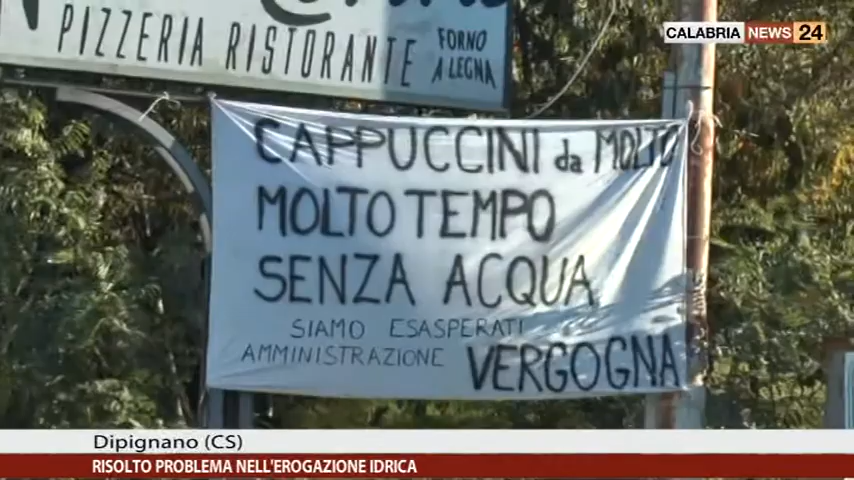 PIZZERIA RISTORANTE FORNO A LEGNA
CALABRIA NEWS 24
CAPPUCCINI da MOLTO
MOLTO TEMPO
SENZA ACQUA
SIAMO ESASPERATI
AMMINISTRAZIONE VERGOGNA
Dipignano (CS)
RISOLTO PROBLEMA NELL'EROGAZIONE IDRICA